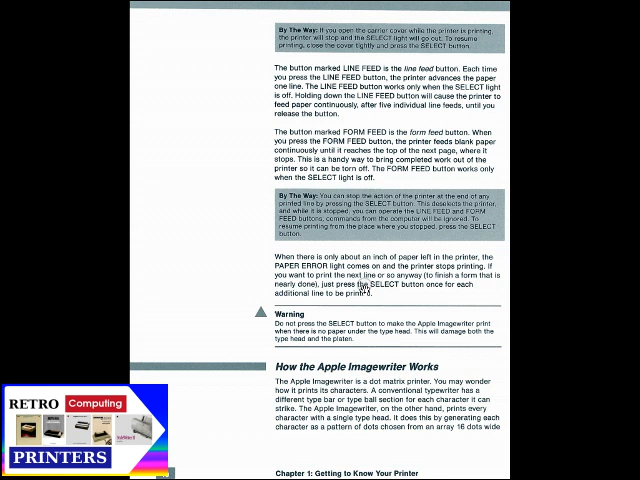 By The Way: If you open the carrier cover while the printer is printing,
the printer will stop and the SELECT light will go out. To resume
printing, close the cover tightly and press the SELECT button.
The button marked LINE FEED is the line feed button. Each time
you press the LINE FEED button, the printer advances the paper
one line. The LINE FEED button works only when the SELECT light
is off. Holding down the LINE FEED button will cause the printer to
feed paper continuously, after five individual line feeds, until you
release the button.
The button marked FORM FEED is the form feed button. When
you press the FORM FEED button, the printer feeds blank paper
continuously until it reaches the top of the next page, where it
stops. This is a handy way to bring completed work out of the
printer so it can be torn off. The FORM FEED button works only
when the SELECT light is off.
By The Way: You can stop the action of the printer at the end of any
printed line by pressing the SELECT button. This deselects the printer,
and while it is stopped, you can operate the LINE FEED and FORM
FEED buttons; commands from the computer will be ignored. To
resume printing from the place where you stopped, press the SELECT
button.
When there is only about an inch of paper left in the printer, the
PAPER ERROR light comes on and the printer stops printing. If
you want to print the next line or so anyway (to finish a form that is
nearly done), just press the SELECT button once for each
additional line to be printed.
Warning
Do not press the SELECT button to make the Apple Imagewriter print
when there is no paper under the type head. This will damage both the
type head and the platen.
How the Apple Imagewriter Works
The Apple Imagewriter is a dot matrix printer. You may wonder
how it prints its characters. A conventional typewriter has a
different type bar or type ball section for each character it can
strike. The Apple Imagewriter, on the other hand, prints every
character with a single type head. It does this by generating each
character as a pattern of dots chosen from an array 16 dots wide
RETRO Computing
PRINTERS
Chapter 1: Getting to Know Your Printer